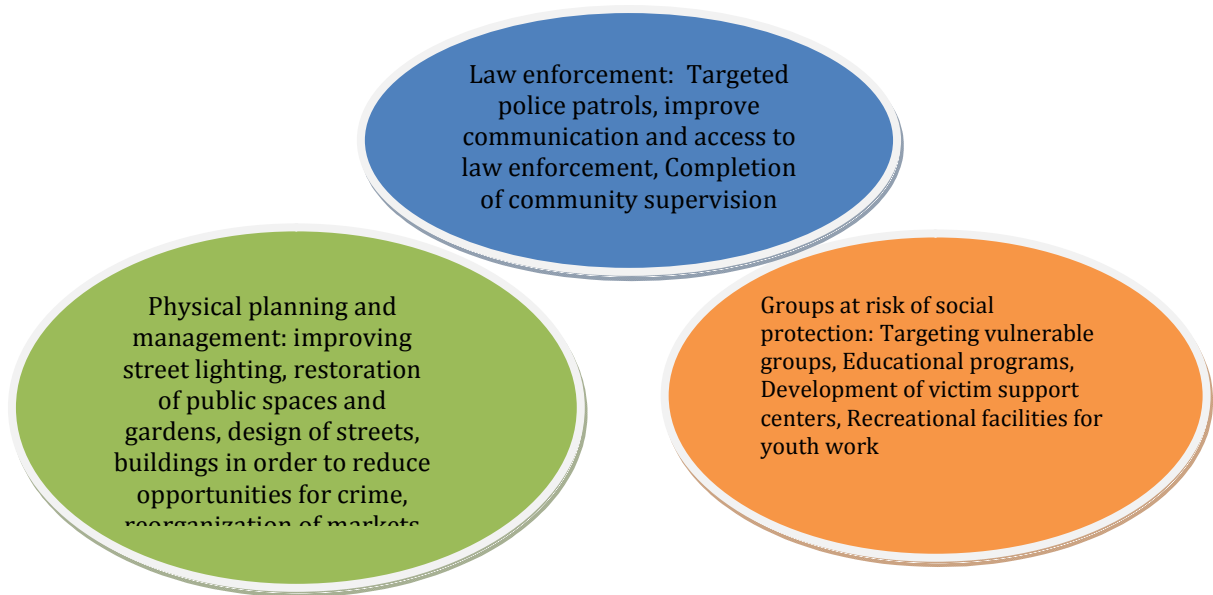 Law enforcement:  Targeted
police patrols, improve
communication and access to
law enforcement, Completion
of community supervision
Physical planning and
management: improving
street lighting, restoration
of public spaces and
gardens, design of streets,
buildings in order to reduce
opportunities for crime,
reorganization of markets
Groups at risk of social
protection: Targeting vulnerable
groups, Educational programs,
Development of victim support
centers, Recreational facilities for
youth work